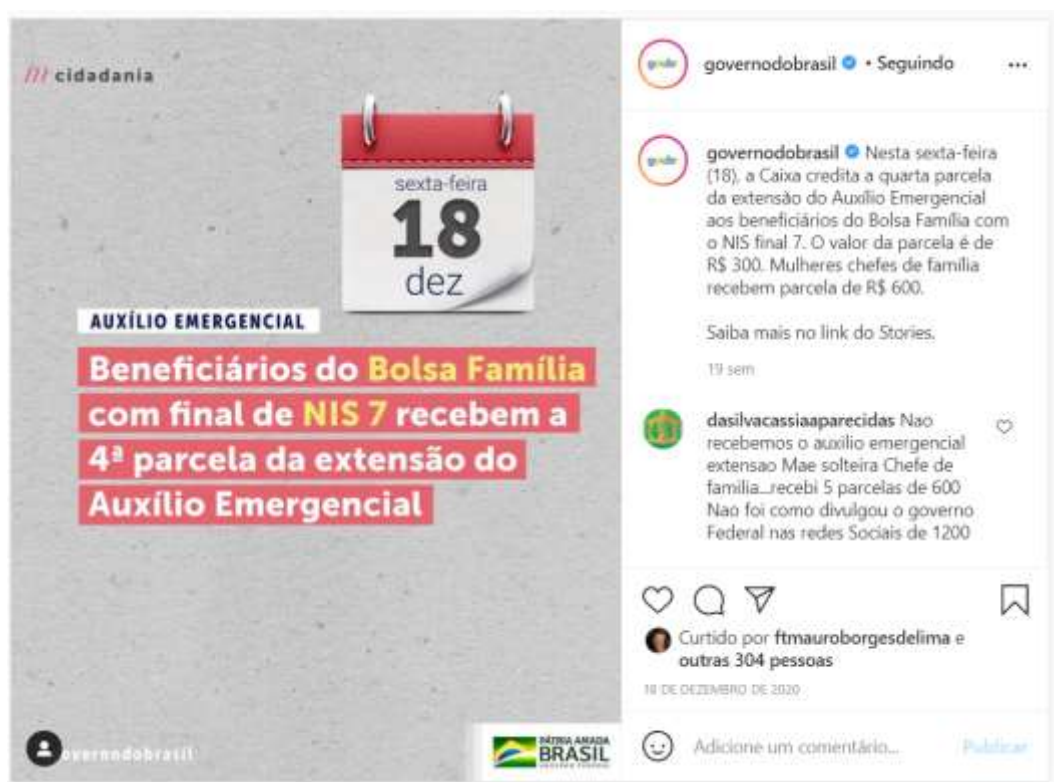 cidadania
sexta-feira
18
dez
AUXÍLIO EMERGENCIAL
Beneficiários do Bolsa Família
com final de NIS 7 recebem a
4ª parcela da extensão do
Auxílio Emergencial
governodobrasil
PÁTRIA AMADA
BRASIL
governodobrasil • Seguindo
governodobrasil Nesta sexta-feira
(18), a Caixa credita a quarta parcela
da extensão do Auxílio Emergencial
aos beneficiários do Bolsa Família com
o NIS final 7. O valor da parcela é de
R$ 300. Mulheres chefes de família
recebem parcela de R$ 600.
Saiba mais no link do Stories.
19 sem
dasilvacassiaaparecidas Nao
recebemos o auxilio emergencial
extensao Mae solteira Chefe de
familia...recebi 5 parcelas de 600
Nao foi como divulgou o governo
Federal nas redes Sociais de 1200
Curtido por ftmauroborgesdelima e
outras 304 pessoas
18 DE DEZEMBRO DE 2020
Adicione um comentário...
Publicar